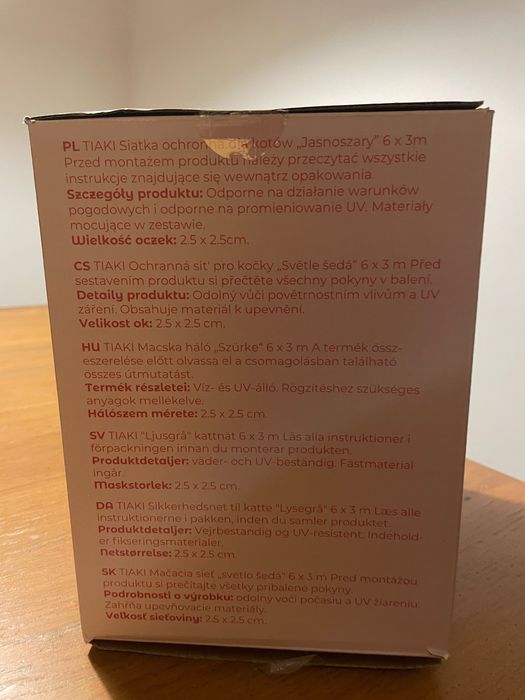 PL TIAKI Siatka ochronna dla kotów „Jasnoszary” 6 x 3m
Przed montażem produktu należy przeczytać wszystkie
instrukcje znajdujące się wewnątrz opakowania.
Szczegóły produktu: Odporne na działanie warunków
pogodowych i odporne na promieniowanie UV. Materiały
mocujące w zestawie.
Wielkość oczek: 2.5 x 2.5cm.
CS TIAKI Ochranná sit' pro kočky „Světle šedá“ 6 x 3 m Před
sestavením produktu si přečtěte všechny pokyny v balení.
Detaily produktu: Odolný vůči povětrnostním vlivům a UV
záření. Obsahuje materiál k upevnění.
Velikost ok: 2.5 x 2.5 cm.
HU TIAKI Macska háló „Szürke“ 6 x 3 m A termék össz-
eszerelése előtt olvassa el a csomagolásban található
összes útmutatást.
Termék részletei: Víz- és UV-álló. Rögzítéshez szükséges
anyagok mellékelve.
Hálószem mérete: 2.5 x 2.5 cm.
SV TIAKI "Ljusgrå" kattnät 6 x 3 m Läs alla instruktioner i
förpackningen innan du monterar produkten.
Produktdetaljer: väder- och UV-beständig. Fästmaterial
ingår.
Maskstorlek: 2.5 x 2.5 cm.
DA TIAKI Sikkerhedsnet til katte "Lysegrå" 6 x 3 m Læs alle
instruktionerne i pakken, inden du samler produktet.
Produktdetaljer: Vejrbestandig og UV-resistent. Indehold-
er fikseringsmaterialer.
Netstørrelse: 2.5 x 2.5 cm.
SK TIAKI Mačacia sieť „svetlo šedá“ 6 x 3 m Pred montážou
produktu si prečítajte všetky pribalené pokyny.
Podrobnosti o výrobku: odolný voči počasiu a UV žiareniu.
Zahŕňa upevňovacie materiály.
Veľkosť sieťoviny: 2.5 x 2.5 cm.